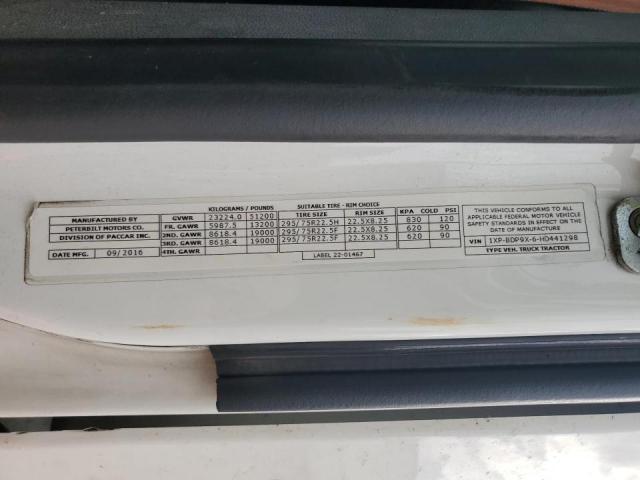 MANUFACTURED BY
PETERBILT MOTORS CO.
DIVISION OF PACCAR INC.
DATE MFG. 09/2016
KILOGRAMS / POUNDS
GVWR 23224.0 51200
FR. GAWR 5987.5 13200
2ND. GAWR 8618.4 19000
3RD. GAWR 8618.4 19000
4TH. GAWR
SUITABLE TIRE - RIM CHOICE
TIRE SIZE RIM SIZE KPA COLD PSI
295/75R22.5H 22.5X8.25 830 120
295/75R22.5F 22.5X8.25 620 90
295/75R22.5F 22.5X8.25 620 90
LABEL 22-01467
THIS VEHICLE CONFORMS TO ALL
APPLICABLE FEDERAL MOTOR VEHICLE
SAFETY STANDARDS IN EFFECT ON THE
DATE OF MANUFACTURE
VIN 1XP-BDP9X-6-HD441298
TYPE VEH. TRUCK TRACTOR